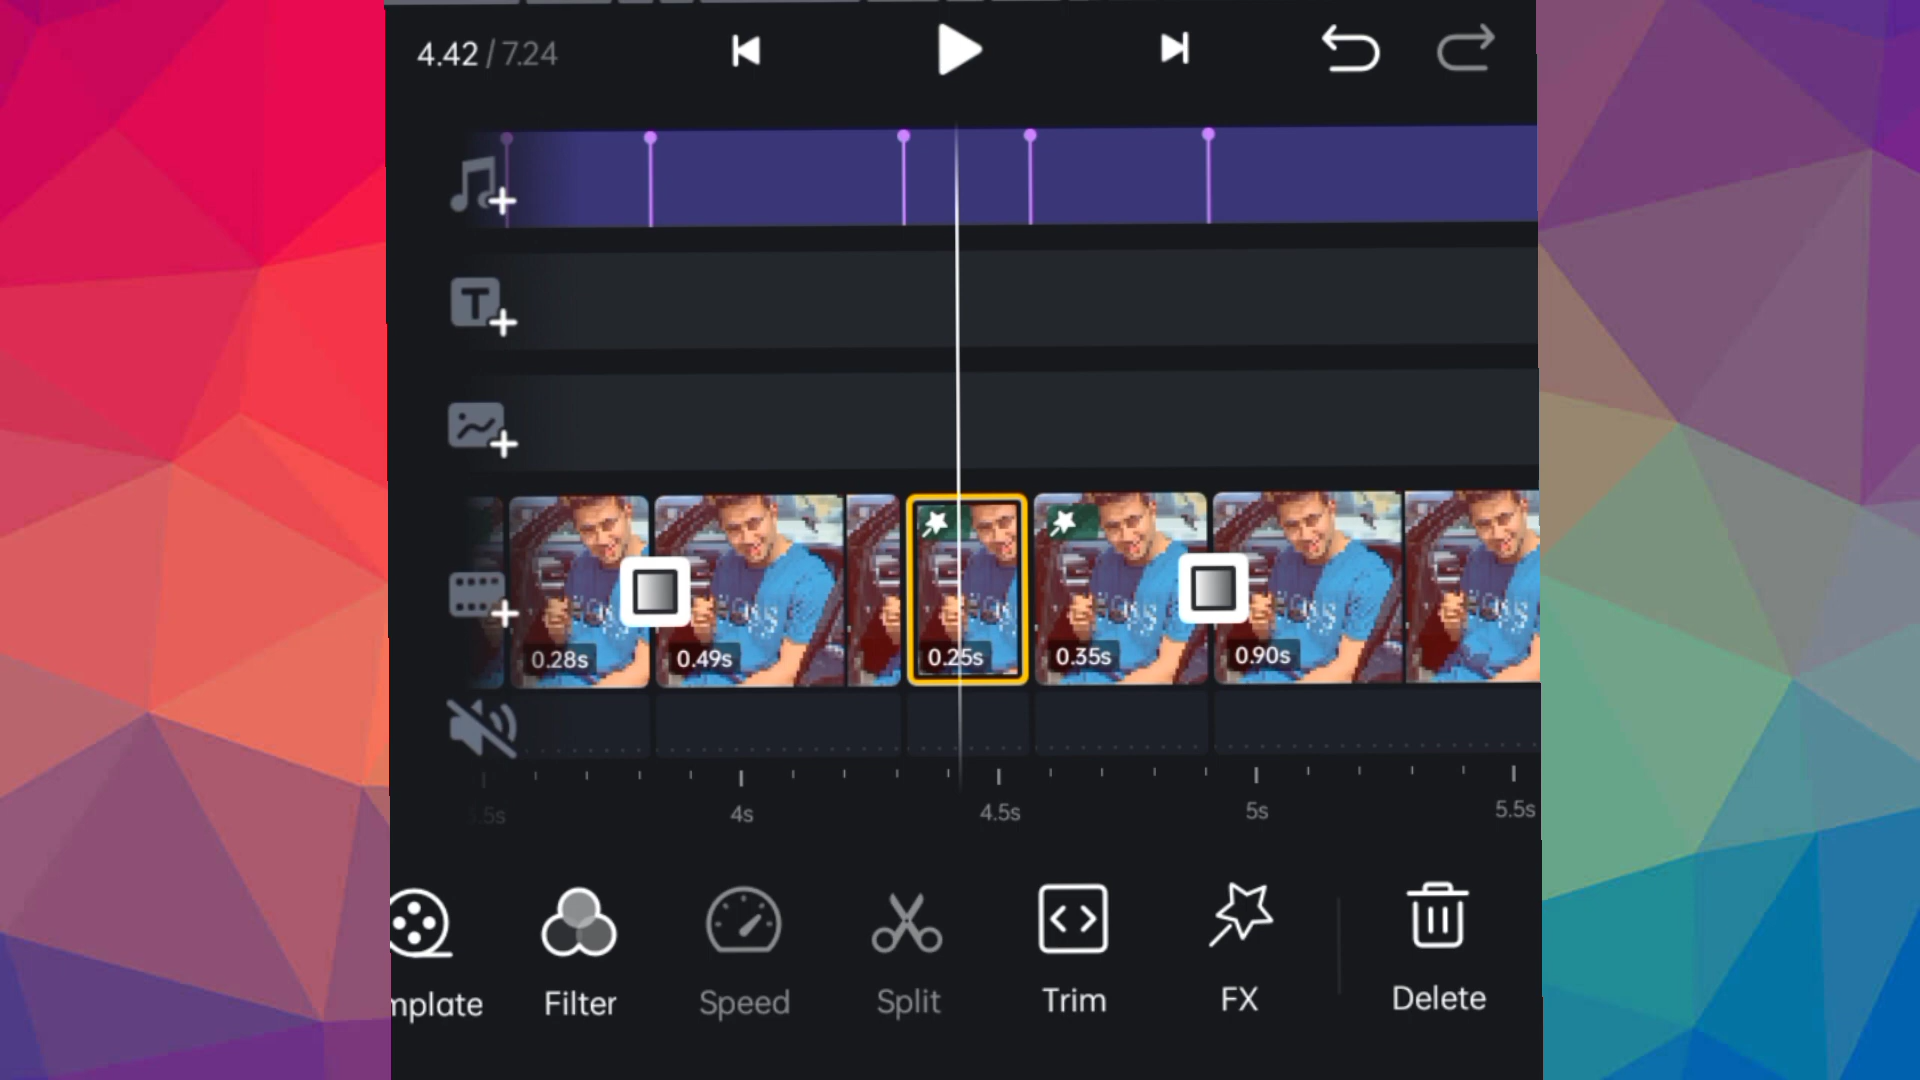 4.42 / 7.24
T
0.28s
0.49s
0.25s
0.35s
0.90s
.5s
4s
4.5s
5s
5.5s
mplate
Filter
Speed
Split
Trim
FX
Delete